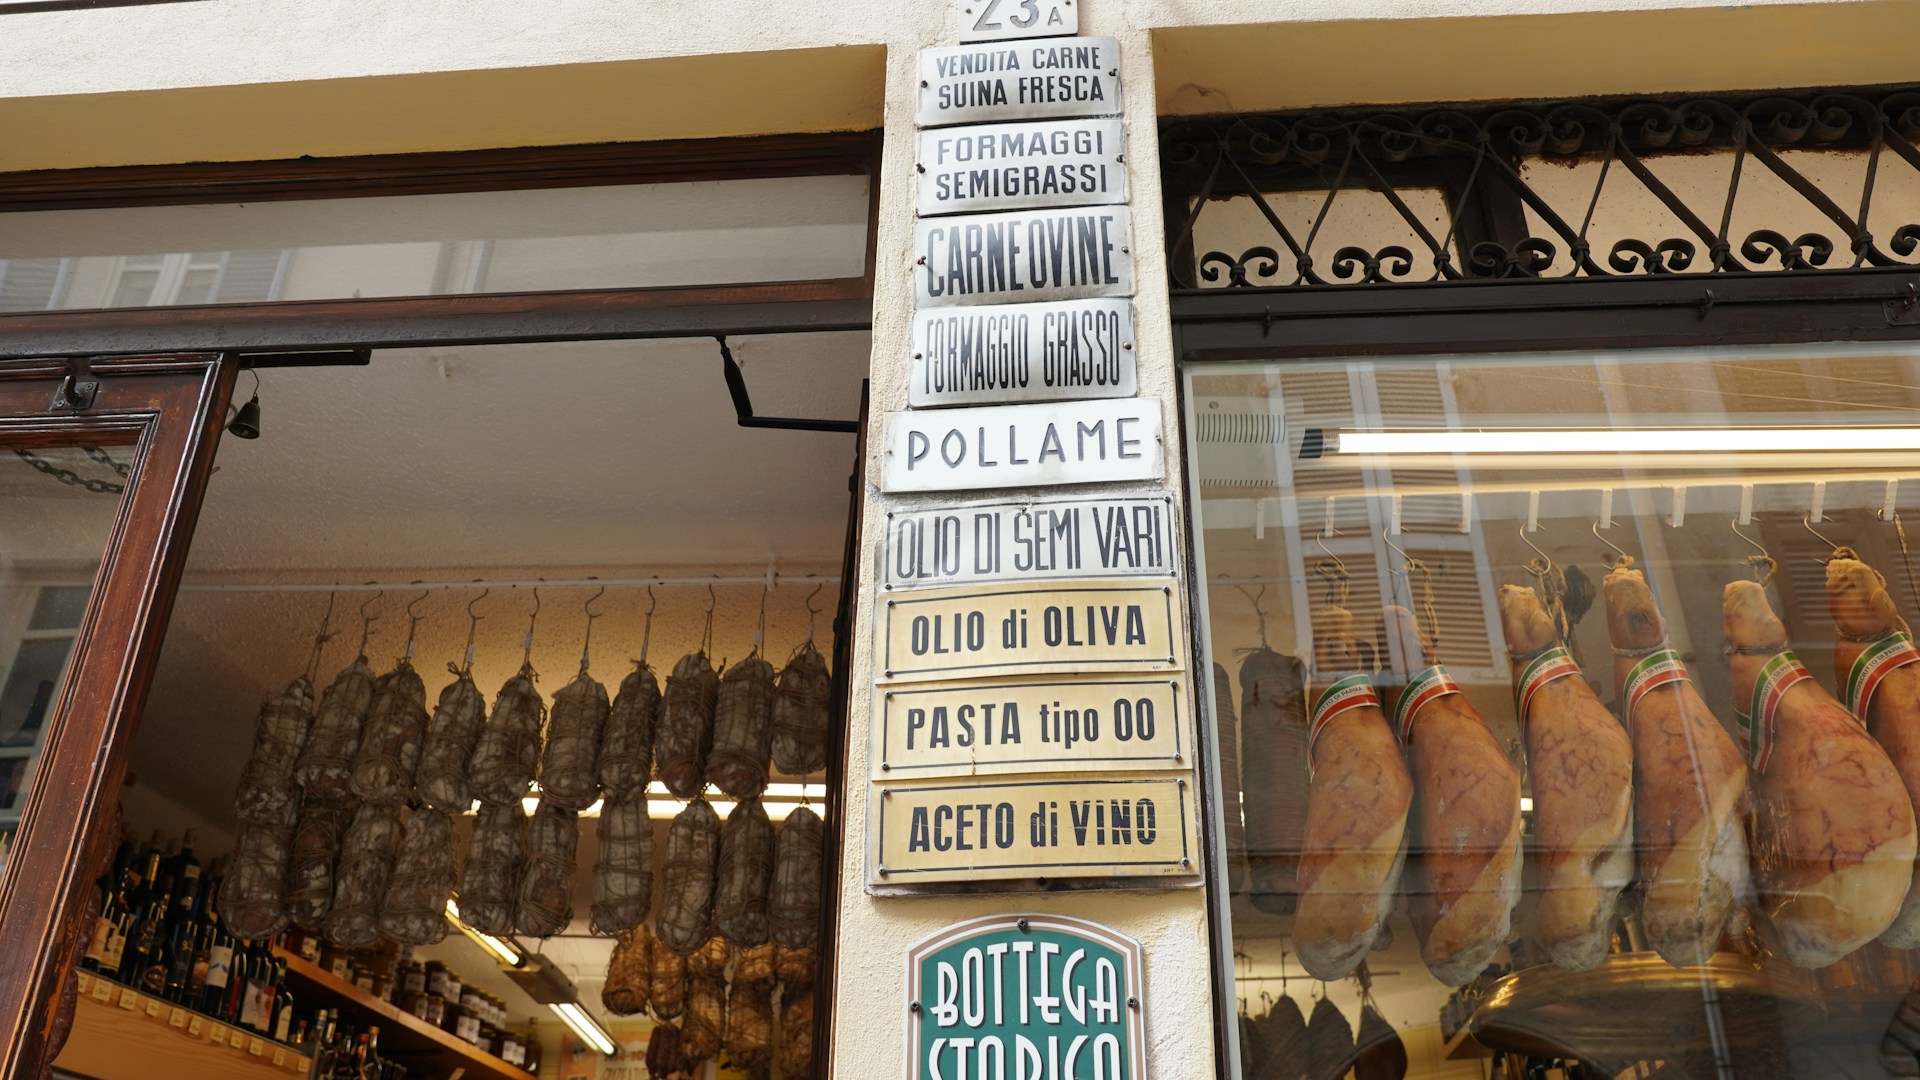 23A
VENDITA CARNE
SUINA FRESCA
FORMAGGI
SEMIGRASSI
CARNE OVINE
FORMAGGIO GRASSO
POLLAME
OLIO DI SEMI VARI
OLIO di OLIVA
PASTA tipo 00
ACETO di VINO
BOTTEGA
STORICA